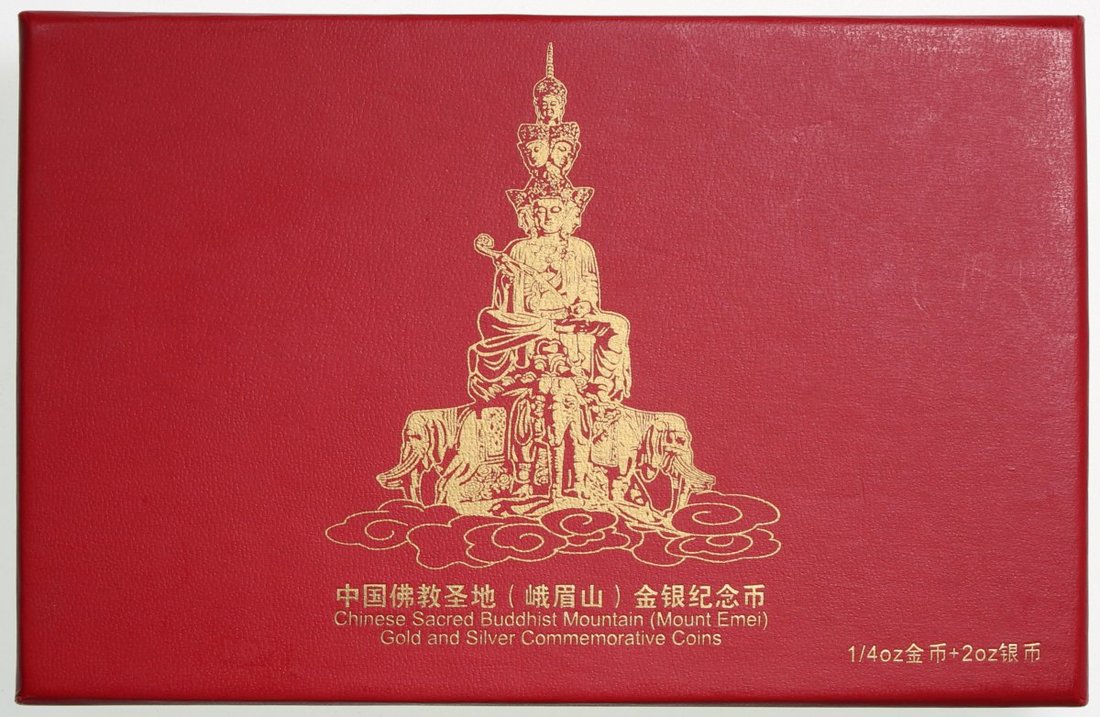 中国佛教圣地（峨眉山）金银纪念币
Chinese Sacred Buddhist Mountain (Mount Emei)
Gold and Silver Commemorative Coins
1/4oz金币+2oz银币